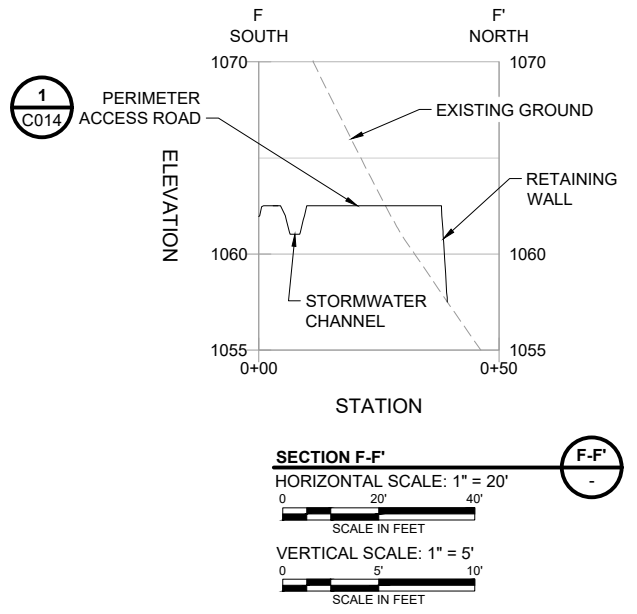 F
SOUTH
F'
NORTH
1070
1070
1
C014
PERIMETER
ACCESS ROAD
EXISTING GROUND
ELEVATION
RETAINING
WALL
1060
1060
STORMWATER
CHANNEL
1055
1055
0+00
0+50
STATION
SECTION F-F'
F-F'
-
HORIZONTAL SCALE: 1" = 20'
0 20' 40'
SCALE IN FEET
VERTICAL SCALE: 1" = 5'
0 5' 10'
SCALE IN FEET